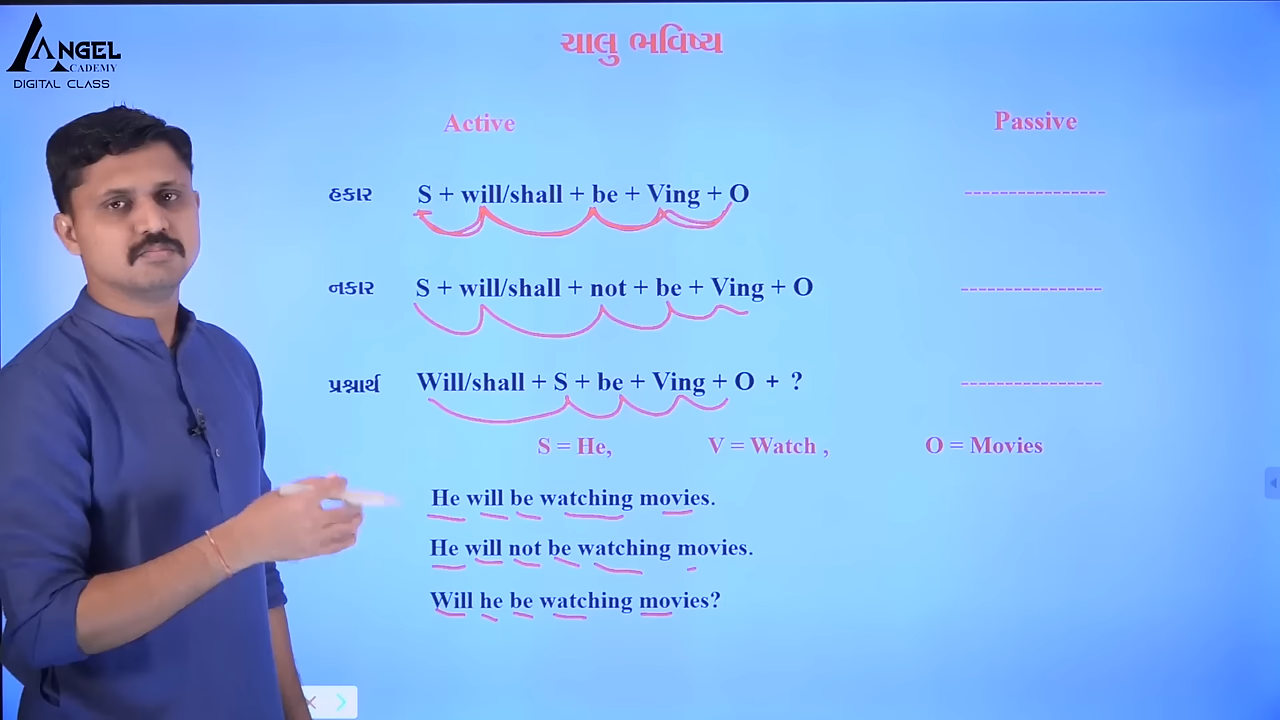 ANGEL
ACADEMY
DIGITAL CLASS
ચાલુ ભવિષ્ય
Active Passive
હકાર S + will/shall + be + Ving + O ----------------
નકાર S + will/shall + not + be + Ving + O ----------------
પ્રશ્નાર્થ Will/shall + S + be + Ving + O + ? ----------------
S = He, V = Watch , O = Movies
He will be watching movies.
He will not be watching movies.
Will he be watching movies?